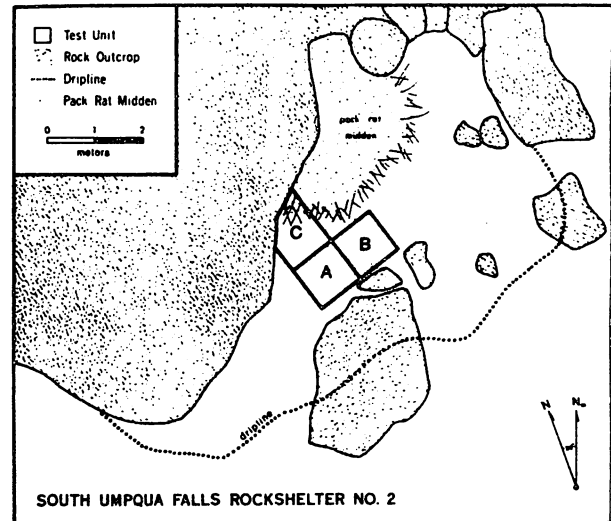 Test Unit
Rock Outcrop
Dripline
Pack Rat Midden
0 1 2
meters
pack rat
midden
C
B
A
dripline
N
SOUTH UMPQUA FALLS ROCKSHELTER NO. 2